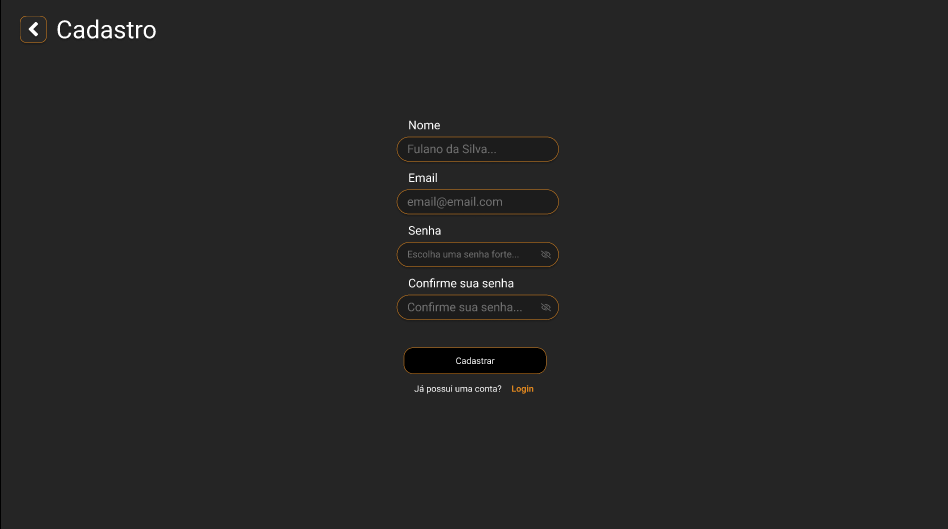 Cadastro
Nome
Fulano da Silva...
Email
email@email.com
Senha
Escolha uma senha forte...
Confirme sua senha
Confirme sua senha...
Cadastrar
Já possui uma conta? Login